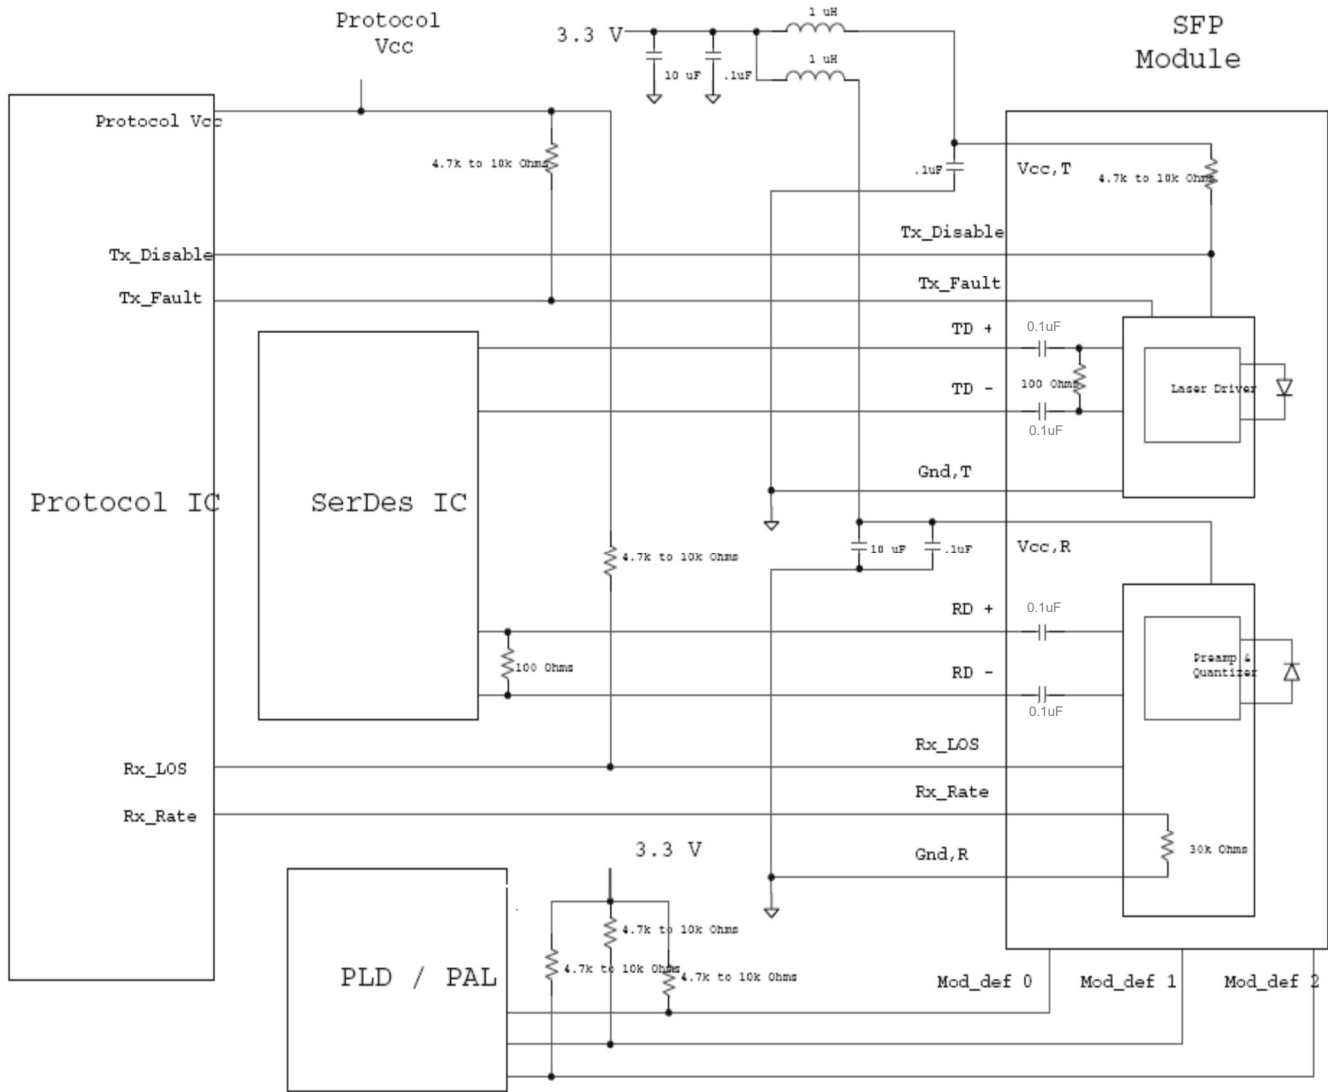 Protocol
Vcc
1 uH
3.3 V
SFP
Module
1 uH
10 uF
.1uF
Protocol Vcc
4.7k to 10k Ohms
.1uF
Vcc,T
4.7k to 10k Ohms
Tx_Disable
Tx_Disable
Tx_Fault
Tx_Fault
TD +
0.1uF
TD -
100 Ohms
Laser Driver
0.1uF
Gnd,T
Protocol IC
SerDes IC
4.7k to 10k Ohms
10 uF
.1uF
Vcc,R
RD +
0.1uF
100 Ohms
RD -
Preamp &
Quantizer
0.1uF
Rx_LOS
Rx_LOS
Rx_Rate
Rx_Rate
3.3 V
Gnd,R
30k Ohms
4.7k to 10k Ohms
PLD / PAL
4.7k to 10k Ohms
4.7k to 10k Ohms
Mod_def 0
Mod_def 1
Mod_def 2